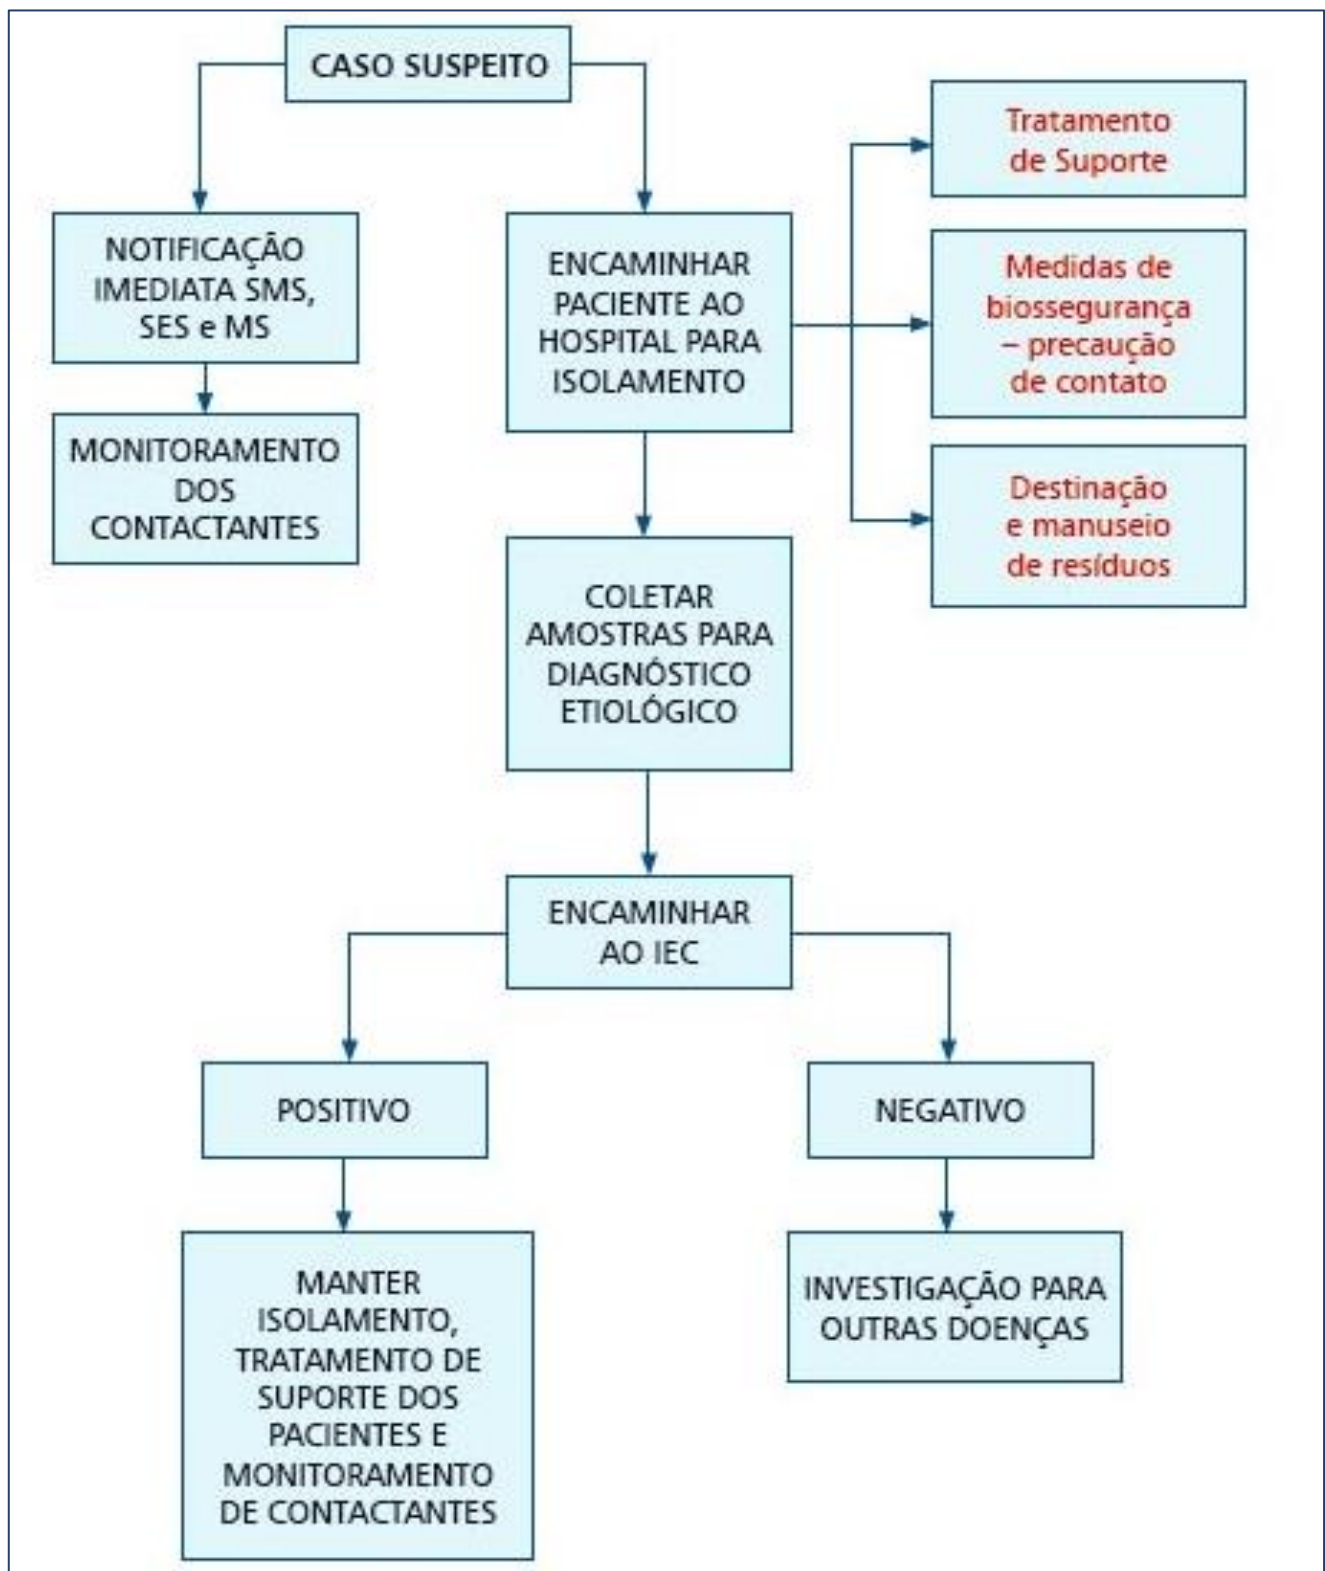 CASO SUSPEITO
NOTIFICAÇÃO
IMEDIATA SMS,
SES e MS
MONITORAMENTO
DOS
CONTACTANTES
ENCAMINHAR
PACIENTE AO
HOSPITAL PARA
ISOLAMENTO
Tratamento
de Suporte
Medidas de
biossegurança
– precaução
de contato
Destinação
e manuseio
de resíduos
COLETAR
AMOSTRAS PARA
DIAGNÓSTICO
ETIOLÓGICO
ENCAMINHAR
AO IEC
POSITIVO
NEGATIVO
MANTER
ISOLAMENTO,
TRATAMENTO DE
SUPORTE DOS
PACIENTES E
MONITORAMENTO
DE CONTACTANTES
INVESTIGAÇÃO PARA
OUTRAS DOENÇAS